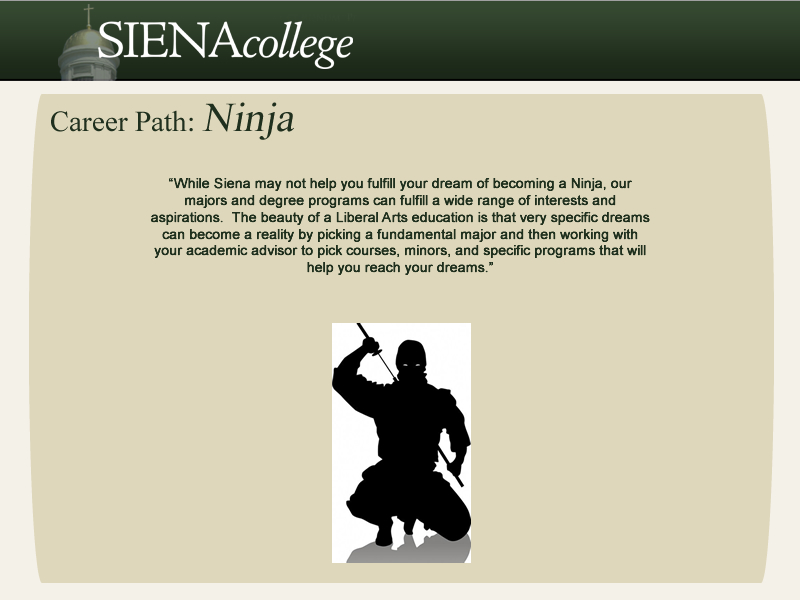 SIENAcollege
Career Path: Ninja
“While Siena may not help you fulfill your dream of becoming a Ninja, our
majors and degree programs can fulfill a wide range of interests and
aspirations.  The beauty of a Liberal Arts education is that very specific dreams
can become a reality by picking a fundamental major and then working with
your academic advisor to pick courses, minors, and specific programs that will
help you reach your dreams.”